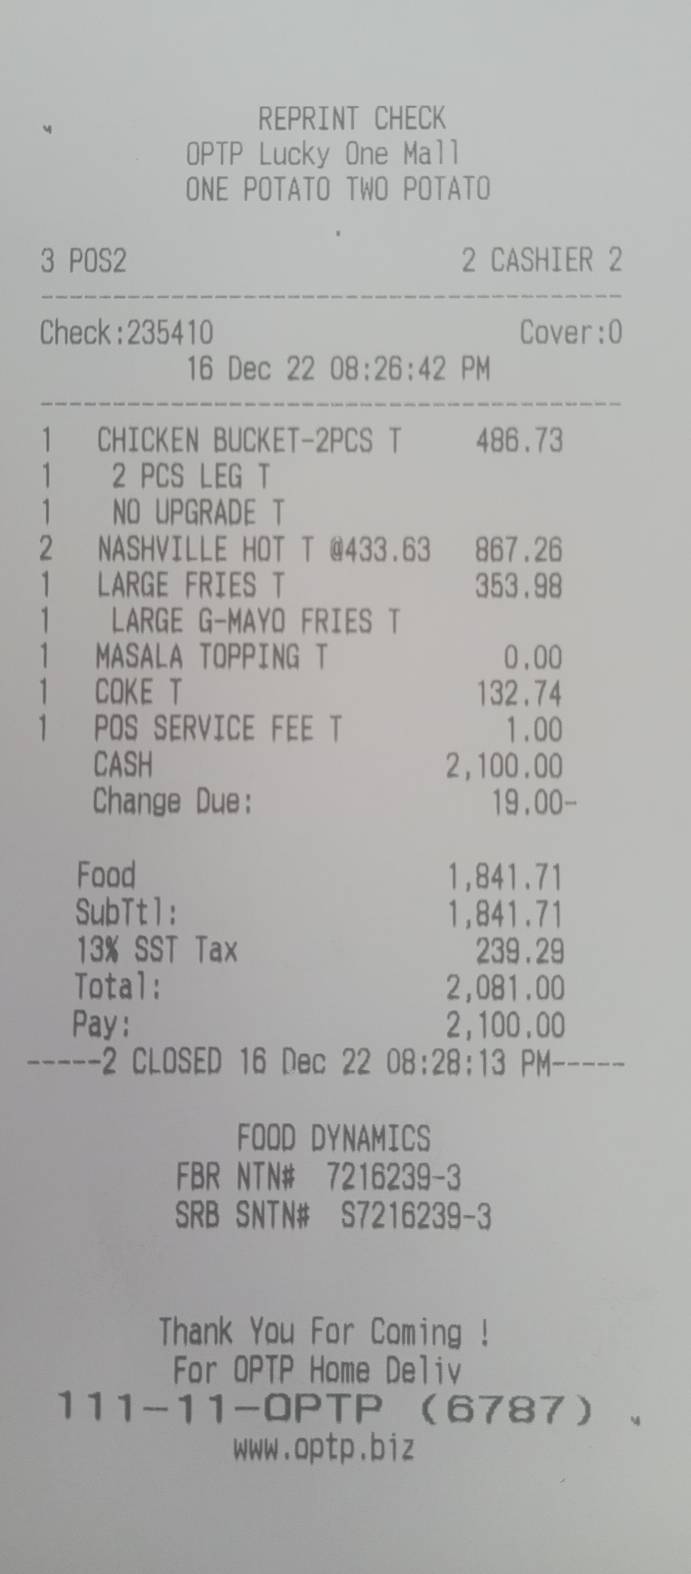 REPRINT CHECK
OPTP Lucky One Mall
ONE POTATO TWO POTATO
3 POS2 2 CASHIER 2
----------------------------------------
Check:235410 Cover:0
16 Dec 22 08:26:42 PM
----------------------------------------
1 CHICKEN BUCKET-2PCS T 486.73
1 2 PCS LEG T
1 NO UPGRADE T
2 NASHVILLE HOT T @433.63 867.26
1 LARGE FRIES T 353.98
1 LARGE G-MAYO FRIES T
1 MASALA TOPPING T 0.00
1 COKE T 132.74
1 POS SERVICE FEE T 1.00
CASH 2,100.00
Change Due: 19.00-
Food 1,841.71
SubTtl: 1,841.71
13% SST Tax 239.29
Total: 2,081.00
Pay: 2,100.00
-----2 CLOSED 16 Dec 22 08:28:13 PM-----
FOOD DYNAMICS
FBR NTN# 7216239-3
SRB SNTN# S7216239-3
Thank You For Coming !
For OPTP Home Deliv
111-11-OPTP (6787)
www.optp.biz